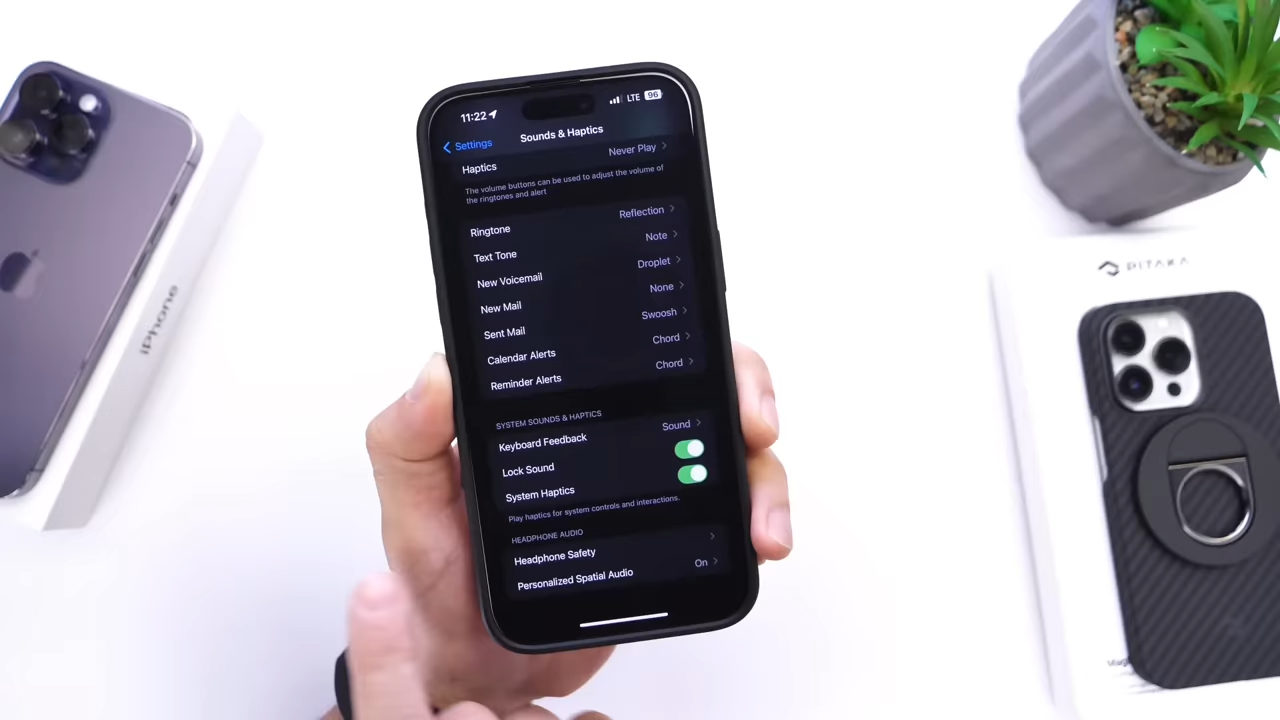 11:22 LTE 96
Settings Sounds & Haptics
Haptics Never Play
The volume buttons can be used to adjust the volume of
the ringtones and alert
Ringtone Reflection
Text Tone Note
New Voicemail Droplet
New Mail None
Sent Mail Swoosh
Calendar Alerts Chord
Reminder Alerts Chord
SYSTEM SOUNDS & HAPTICS
Keyboard Feedback Sound
Lock Sound
System Haptics
Play haptics for system controls and interactions.
HEADPHONE AUDIO
Headphone Safety
Personalized Spatial Audio On
iPhone
PITAKA